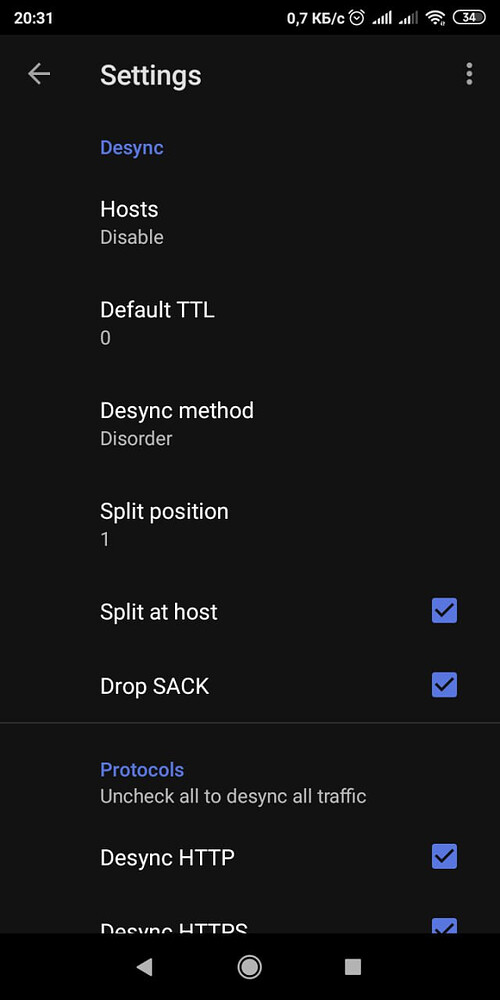 20:31 0,7 КБ/с 34
Settings
Desync
Hosts
Disable
Default TTL
0
Desync method
Disorder
Split position
1
Split at host
Drop SACK
Protocols
Uncheck all to desync all traffic
Desync HTTP
Desync HTTPS